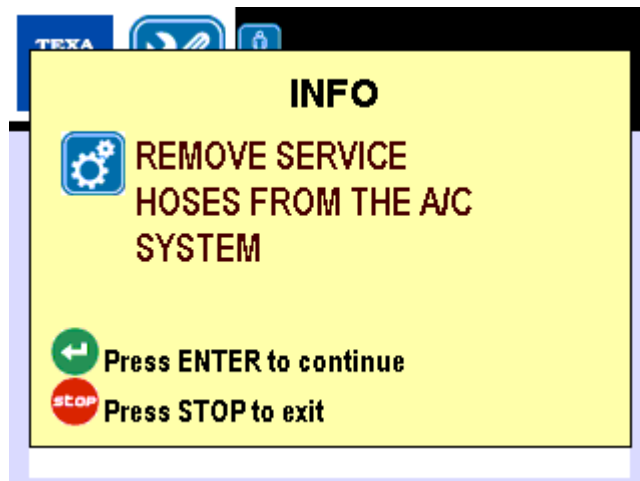 TEXA
INFO
REMOVE SERVICE
HOSES FROM THE A/C
SYSTEM
Press ENTER to continue
stop Press STOP to exit